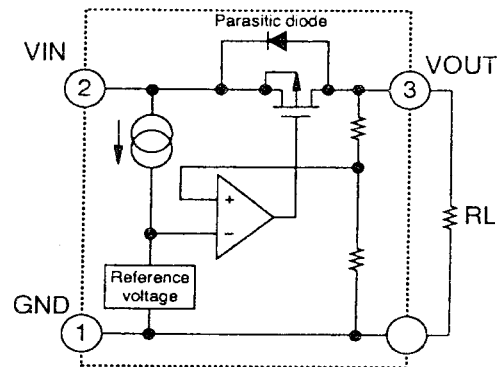 Parasitic diode
VIN
VOUT
2
3
+
−
RL
Reference
voltage
GND
1